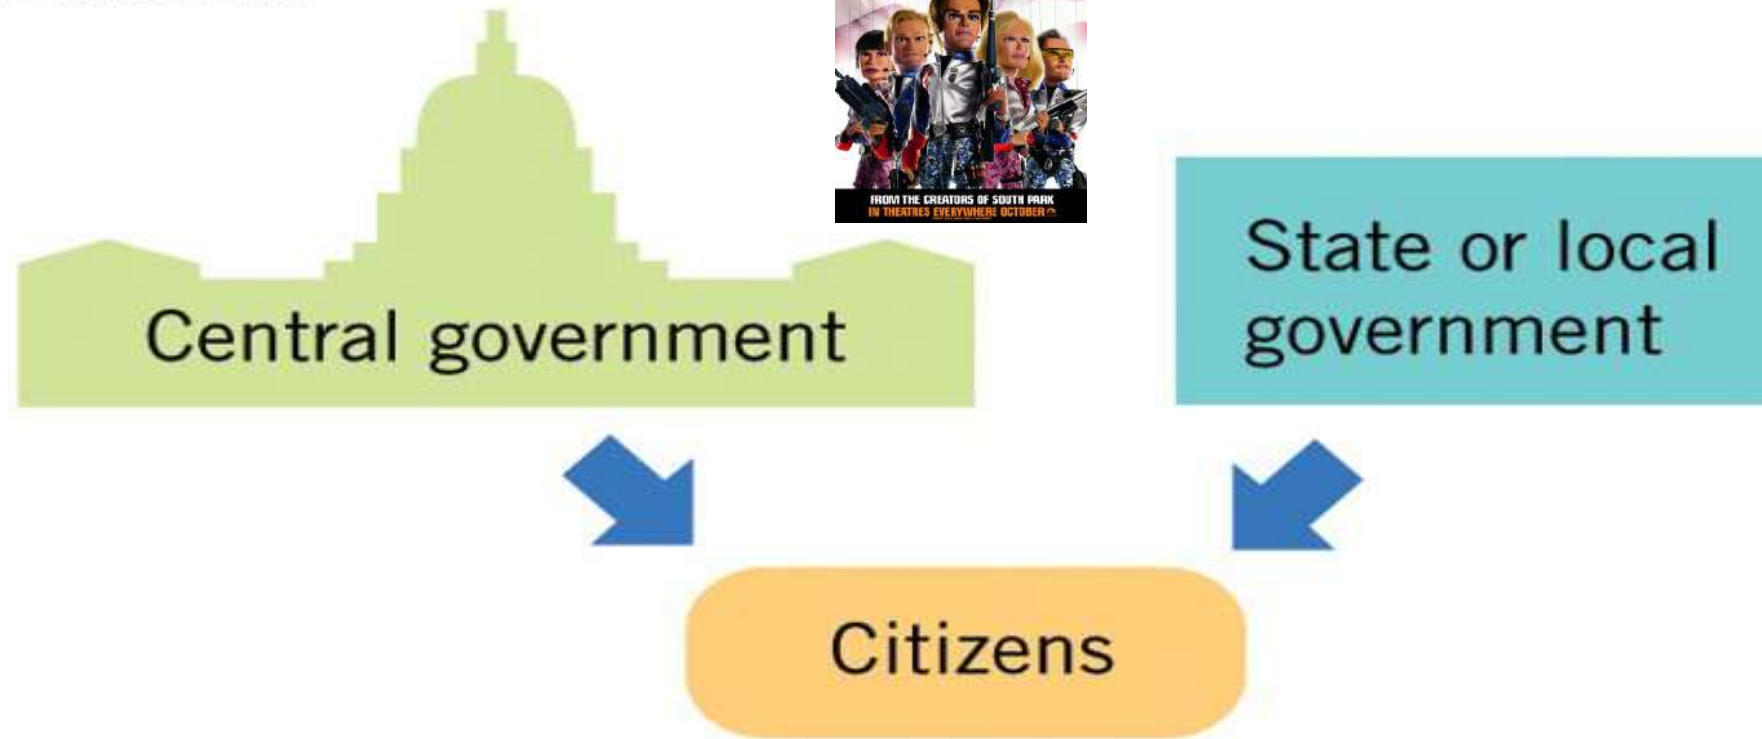 FROM THE CREATORS OF SOUTH PARK
IN THEATRES EVERYWHERE OCTOBER
Central government
State or local
government
Citizens